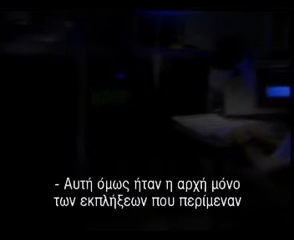 - Αυτή όμως ήταν η αρχή μόνο
των εκπλήξεων που περίμεναν